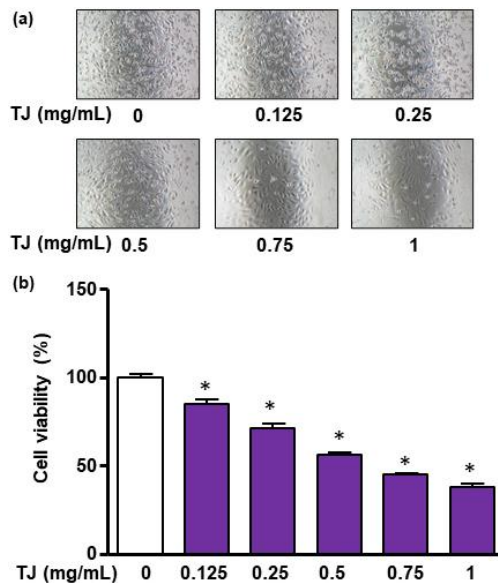 (a)
TJ (mg/mL) 0 0.125 0.25
TJ (mg/mL) 0.5 0.75 1
(b)
Cell viability (%)
150
100
50
0
* * * * *
TJ (mg/mL) 0 0.125 0.25 0.5 0.75 1